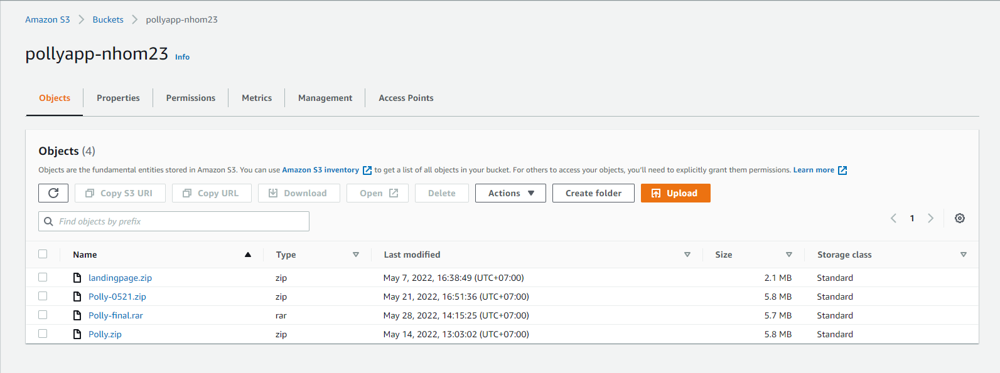 Amazon S3 > Buckets > pollyapp-nhom23
pollyapp-nhom23 Info
Objects Properties Permissions Metrics Management Access Points
Objects (4)
Objects are the fundamental entities stored in Amazon S3. You can use Amazon S3 inventory to get a list of all objects in your bucket. For others to access your objects, you'll need to explicitly grant them permissions. Learn more
Copy S3 URI Copy URL Download Open Delete Actions Create folder Upload
Find objects by prefix
1
Name Type Last modified Size Storage class
landingpage.zip zip May 7, 2022, 16:38:49 (UTC+07:00) 2.1 MB Standard
Polly-0521.zip zip May 21, 2022, 16:51:36 (UTC+07:00) 5.8 MB Standard
Polly-final.rar rar May 28, 2022, 14:15:25 (UTC+07:00) 5.7 MB Standard
Polly.zip zip May 14, 2022, 13:03:02 (UTC+07:00) 5.8 MB Standard